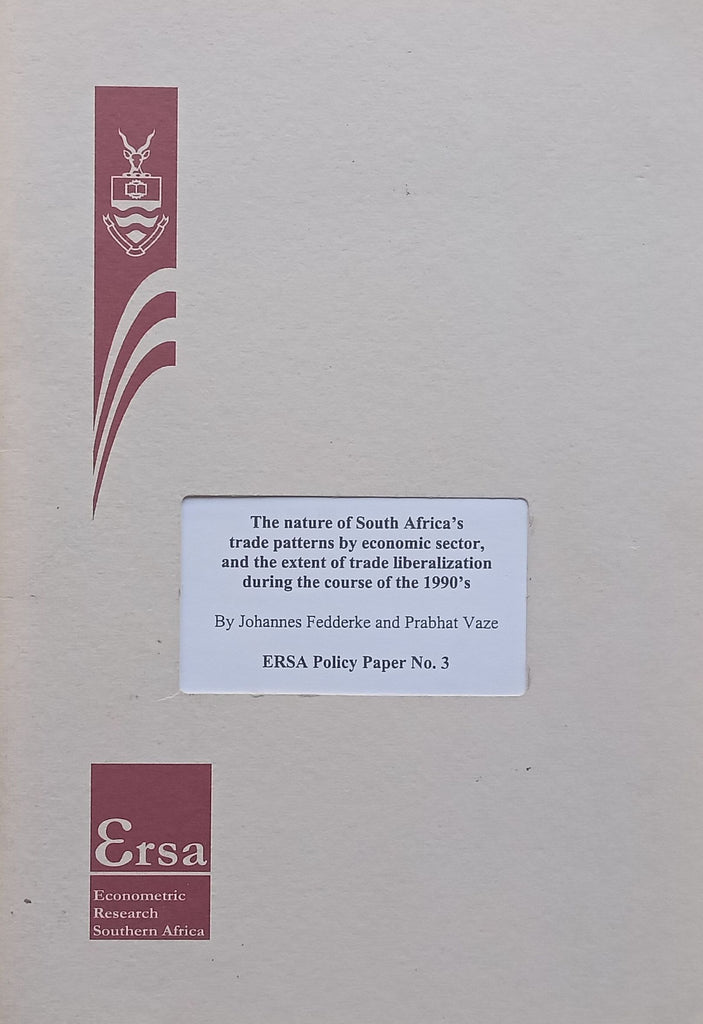 The nature of South Africa's
trade patterns by economic sector,
and the extent of trade liberalization
during the course of the 1990's
By Johannes Fedderke and Prabhat Vaze
ERSA Policy Paper No. 3
Ersa
Econometric
Research
Southern Africa